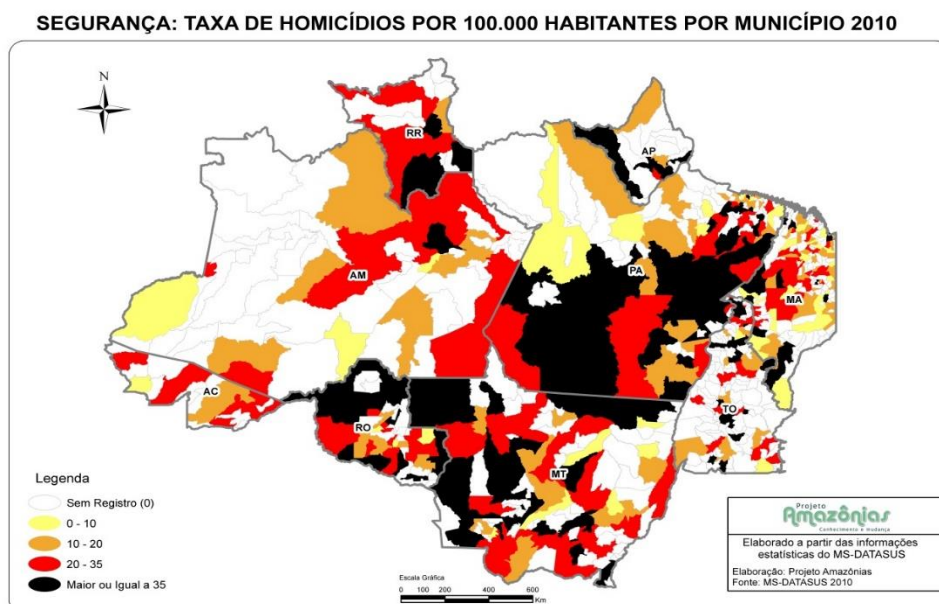 SEGURANÇA: TAXA DE HOMICÍDIOS POR 100.000 HABITANTES POR MUNICÍPIO 2010
N
RR
AP
AM
PA
MA
AC
TO
RO
MT
Legenda
Sem Registro (0)
0 - 10
10 - 20
20 - 35
Maior ou Igual a 35
Escala Gráfica
0 100 200 400 600
Km
Projeto
Amazônias
Conhecimento e mudança
Elaborado a partir das informações
estatísticas do MS-DATASUS
Elaboração: Projeto Amazônias
Fonte: MS-DATASUS 2010